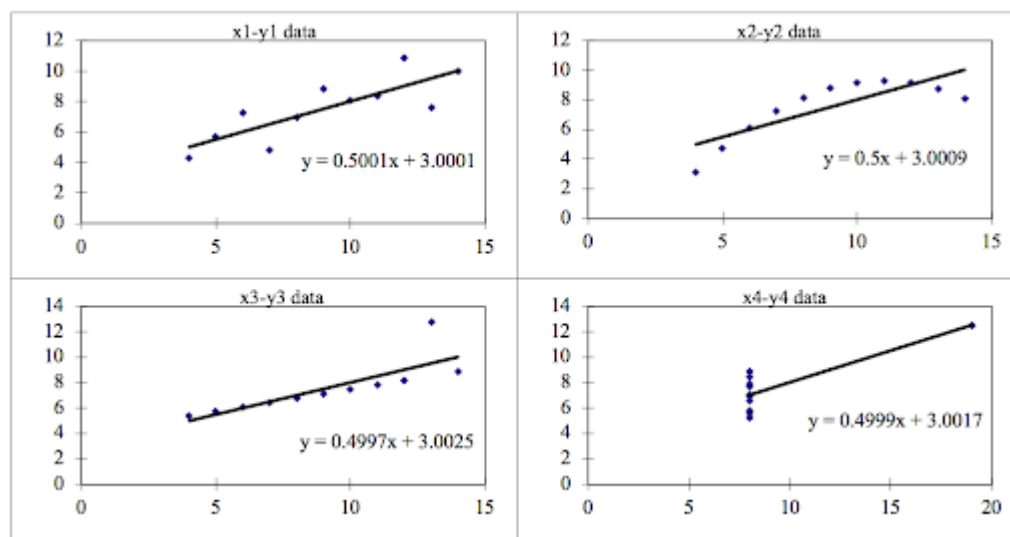 x1-y1 data
12
10
8
6
4
2
0
y = 0.5001x + 3.0001
0 5 10 15
x2-y2 data
12
10
8
6
4
2
0
y = 0.5x + 3.0009
0 5 10 15
x3-y3 data
14
12
10
8
6
4
2
0
y = 0.4997x + 3.0025
0 5 10 15
x4-y4 data
14
12
10
8
6
4
2
0
y = 0.4999x + 3.0017
0 5 10 15 20